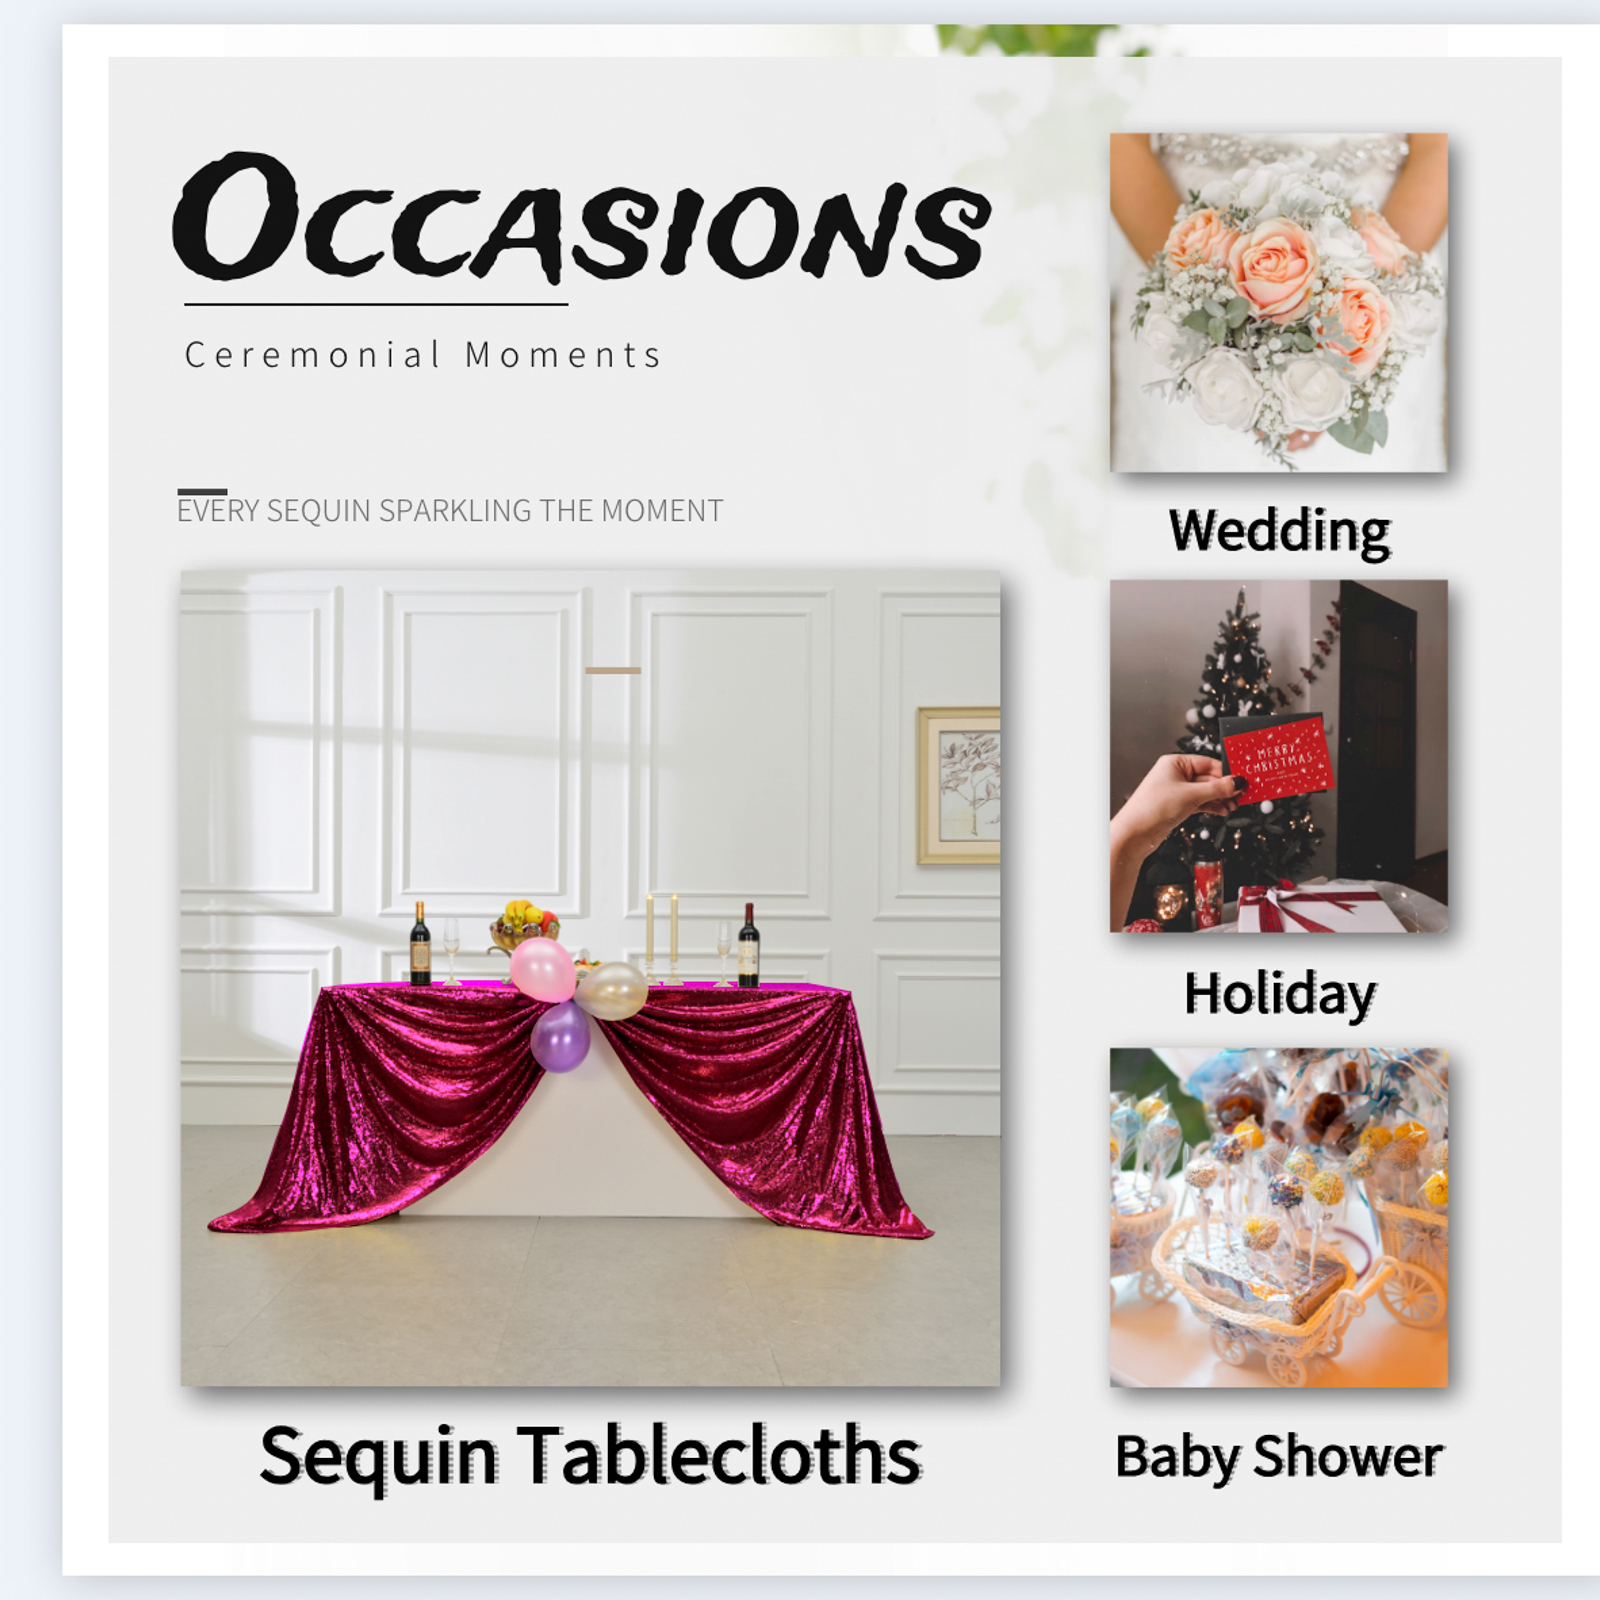 OCCASIONS
Ceremonial Moments
EVERY SEQUIN SPARKLING THE MOMENT
Wedding
MERRY
CHRISTMAS
Holiday
Sequin Tablecloths
Baby Shower